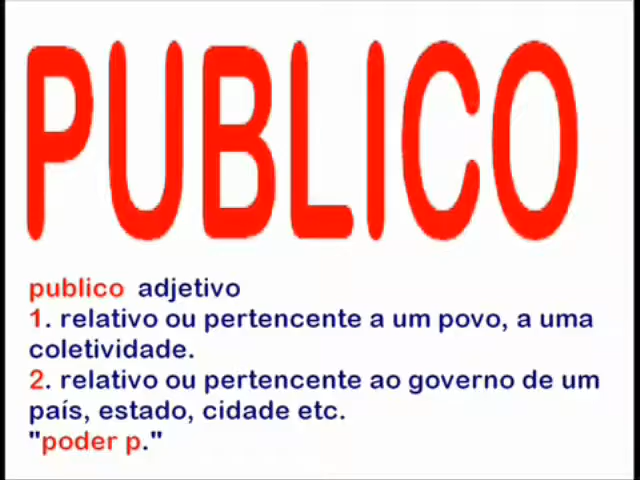 PUBLICO
publico adjetivo
1. relativo ou pertencente a um povo, a uma
coletividade.
2. relativo ou pertencente ao governo de um
país, estado, cidade etc.
"poder p."